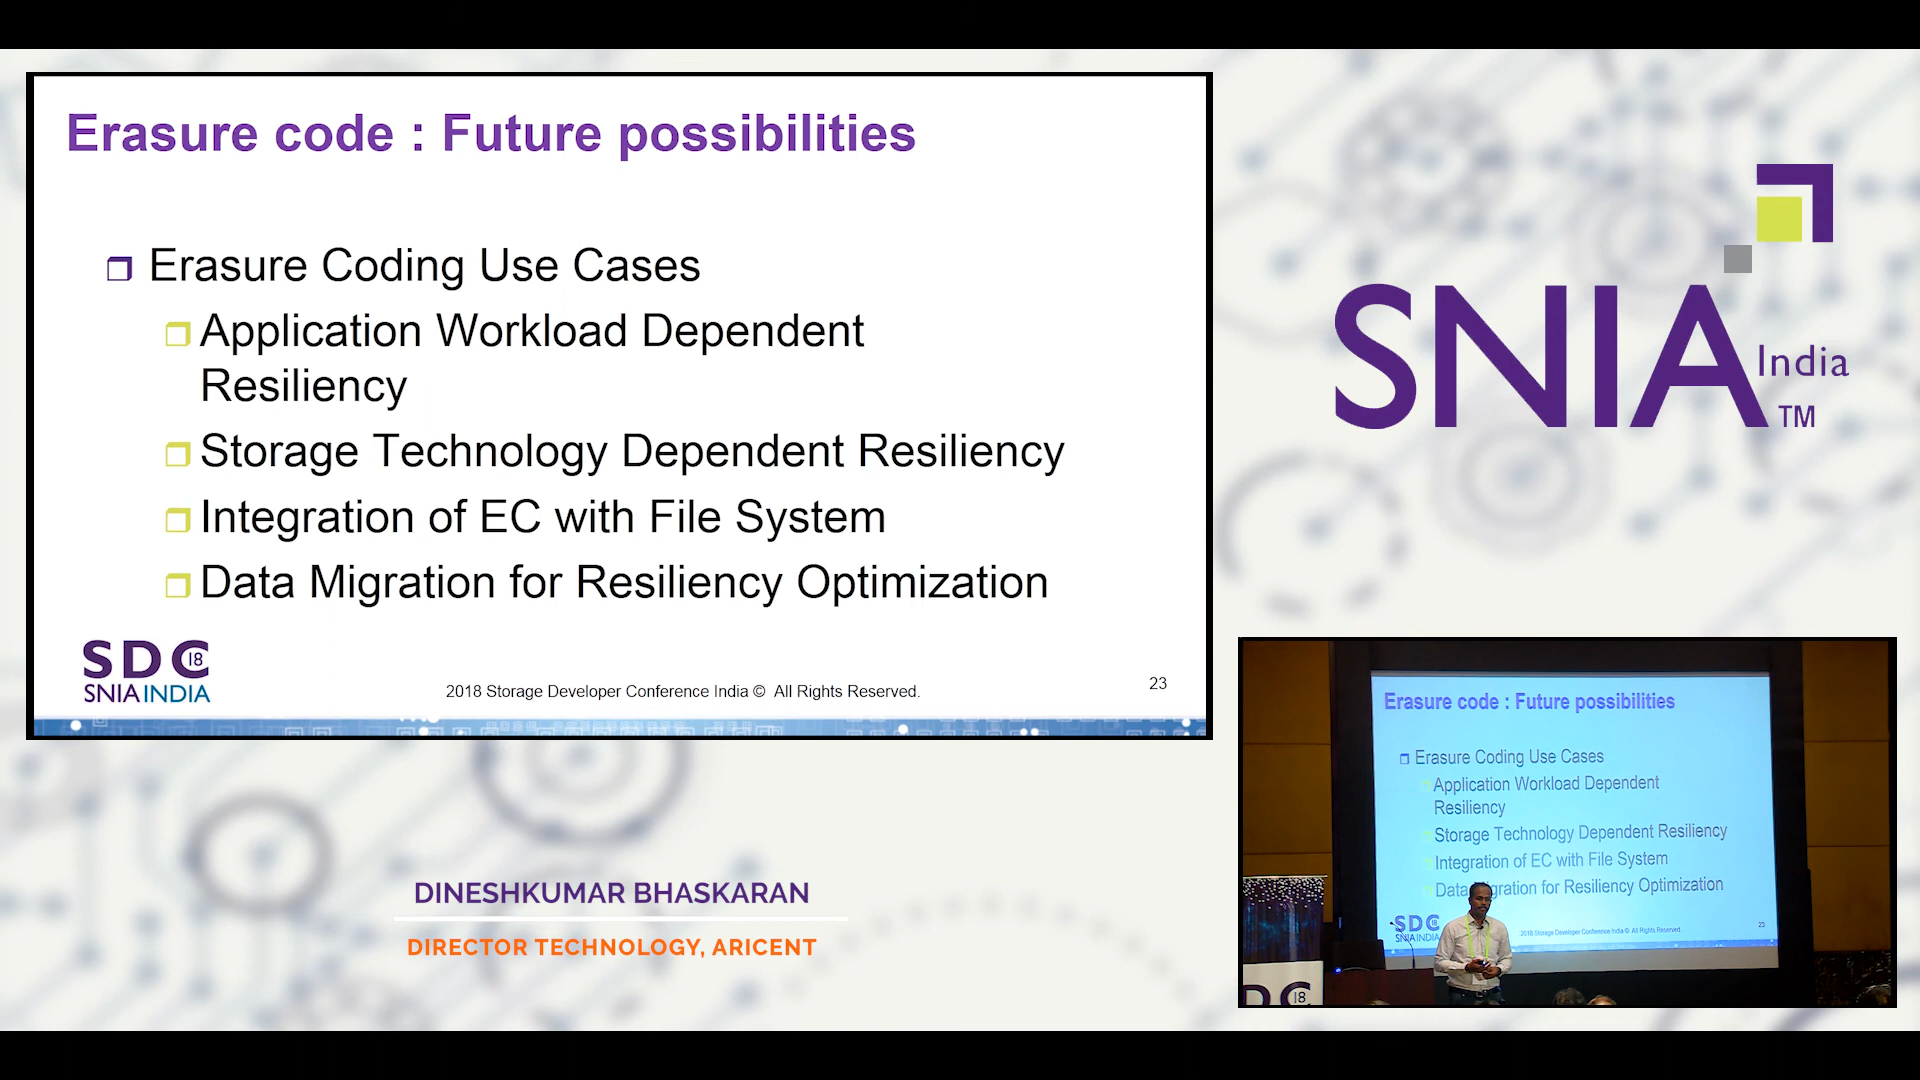 Erasure code : Future possibilities
Erasure Coding Use Cases
Application Workload Dependent
Resiliency
Storage Technology Dependent Resiliency
Integration of EC with File System
Data Migration for Resiliency Optimization
SDC 18
SNIA INDIA
2018 Storage Developer Conference India © All Rights Reserved.
23
SNIA India
TM
DINESHKUMAR BHASKARAN
DIRECTOR TECHNOLOGY, ARICENT
Erasure code : Future possibilities
Erasure Coding Use Cases
Application Workload Dependent
Resiliency
Storage Technology Dependent Resiliency
Integration of EC with File System
Data for Resiliency Optimization
SDC 18
SNIA INDIA
2018 Storage Developer Conference India © All Rights Reserved.
23
DC 18